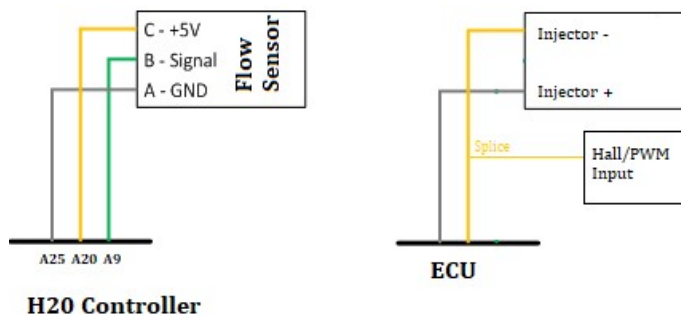 C - +5V
B - Signal
A - GND
Flow
Sensor
A25 A20 A9
H20 Controller
Injector -
Injector +
Splice
Hall/PWM
Input
ECU